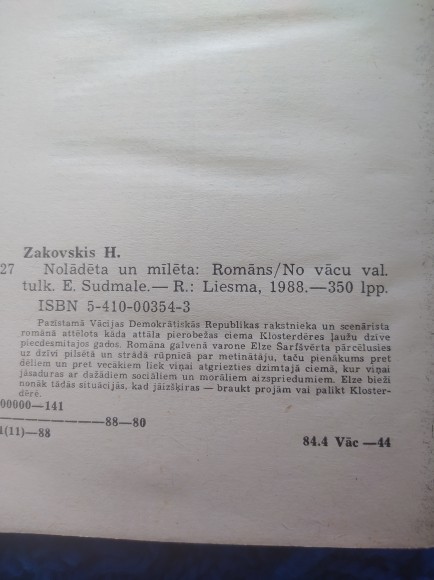 Zakovskis H.
27 Nolādēta un mīlēta: Romāns/No vācu val.
tulk. E. Sudmale.— R.: Liesma, 1988.—350 lpp.
ISBN 5-410-00354-3
Pazīstamā Vācijas Demokrātiskās Republikas rakstnieka un scenārista
romānā attēlota kāda attāla pierobežas ciema Klosterdēres ļaužu dzīve
piecdesmitajos gados. Romāna galvenā varone Elze Sarfšvērta pārcēlusies
uz dzīvi pilsētā un strādā rūpnīcā par metinātāju, taču pienākums pret
dēliem un pret vecākiem liek viņai atgriezties dzimtajā ciemā, kur viņai
jāsaduras ar dažādiem sociāliem un morāliem aizspriedumiem. Elze bieži
nonāk tādās situācijās, kad jāizšķiras — braukt projām vai palikt Kloster-
dērē.
00000—141
88—80
1(11)—88
84.4 Vāc —44